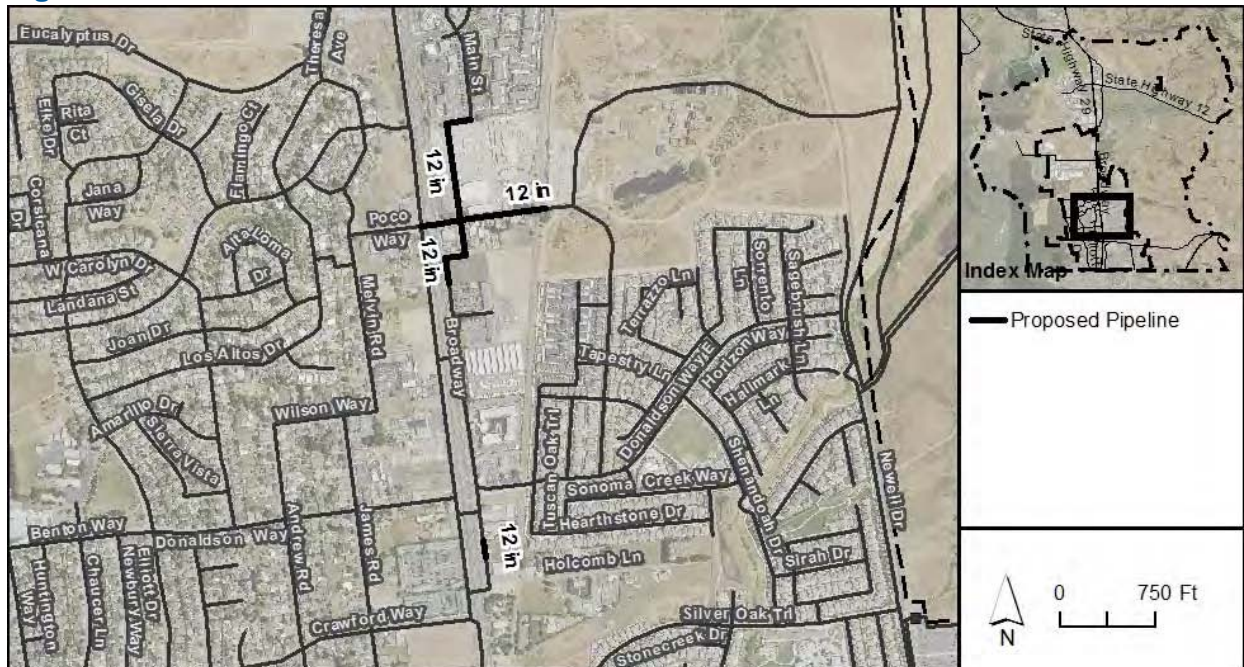 Eucalyptus Dr
Theresa
Ave
Main St
Elke Dr
Rita
Ct
Gisela Dr
Flamingo Ct
Jana
Way
Corsicana
Dr
Alta Loma
Dr
W Carolyn Dr
Landana St
Joan Dr
Los Altos Dr
Poco
Way
Melvin Rd
12 in
12 in
12 in
Broadway
Terrazzo Ln
Sorrento
Ln
Sagebrush Ln
Tapestry Ln
Donaldson Way E
Horizon Way
Hallmark
Ln
Amarillo Dr
Sierra Vista
Wilson Way
Tuscan Oak Trl
Sonoma Creek Way
Shenandoah Dr
Newell Dr
Benton Way
Donaldson Way
Andrew Rd
James Rd
12 in
Hearthstone Dr
Holcomb Ln
Sirah Dr
Huntington
Way
Chaucer Ln
Newbury Way
Elliott Dr
Crawford Way
Silver Oak Trl
Stonecreek Dr
State Highway 29
State Highway 12
Index Map
Proposed Pipeline
N
0 750 Ft